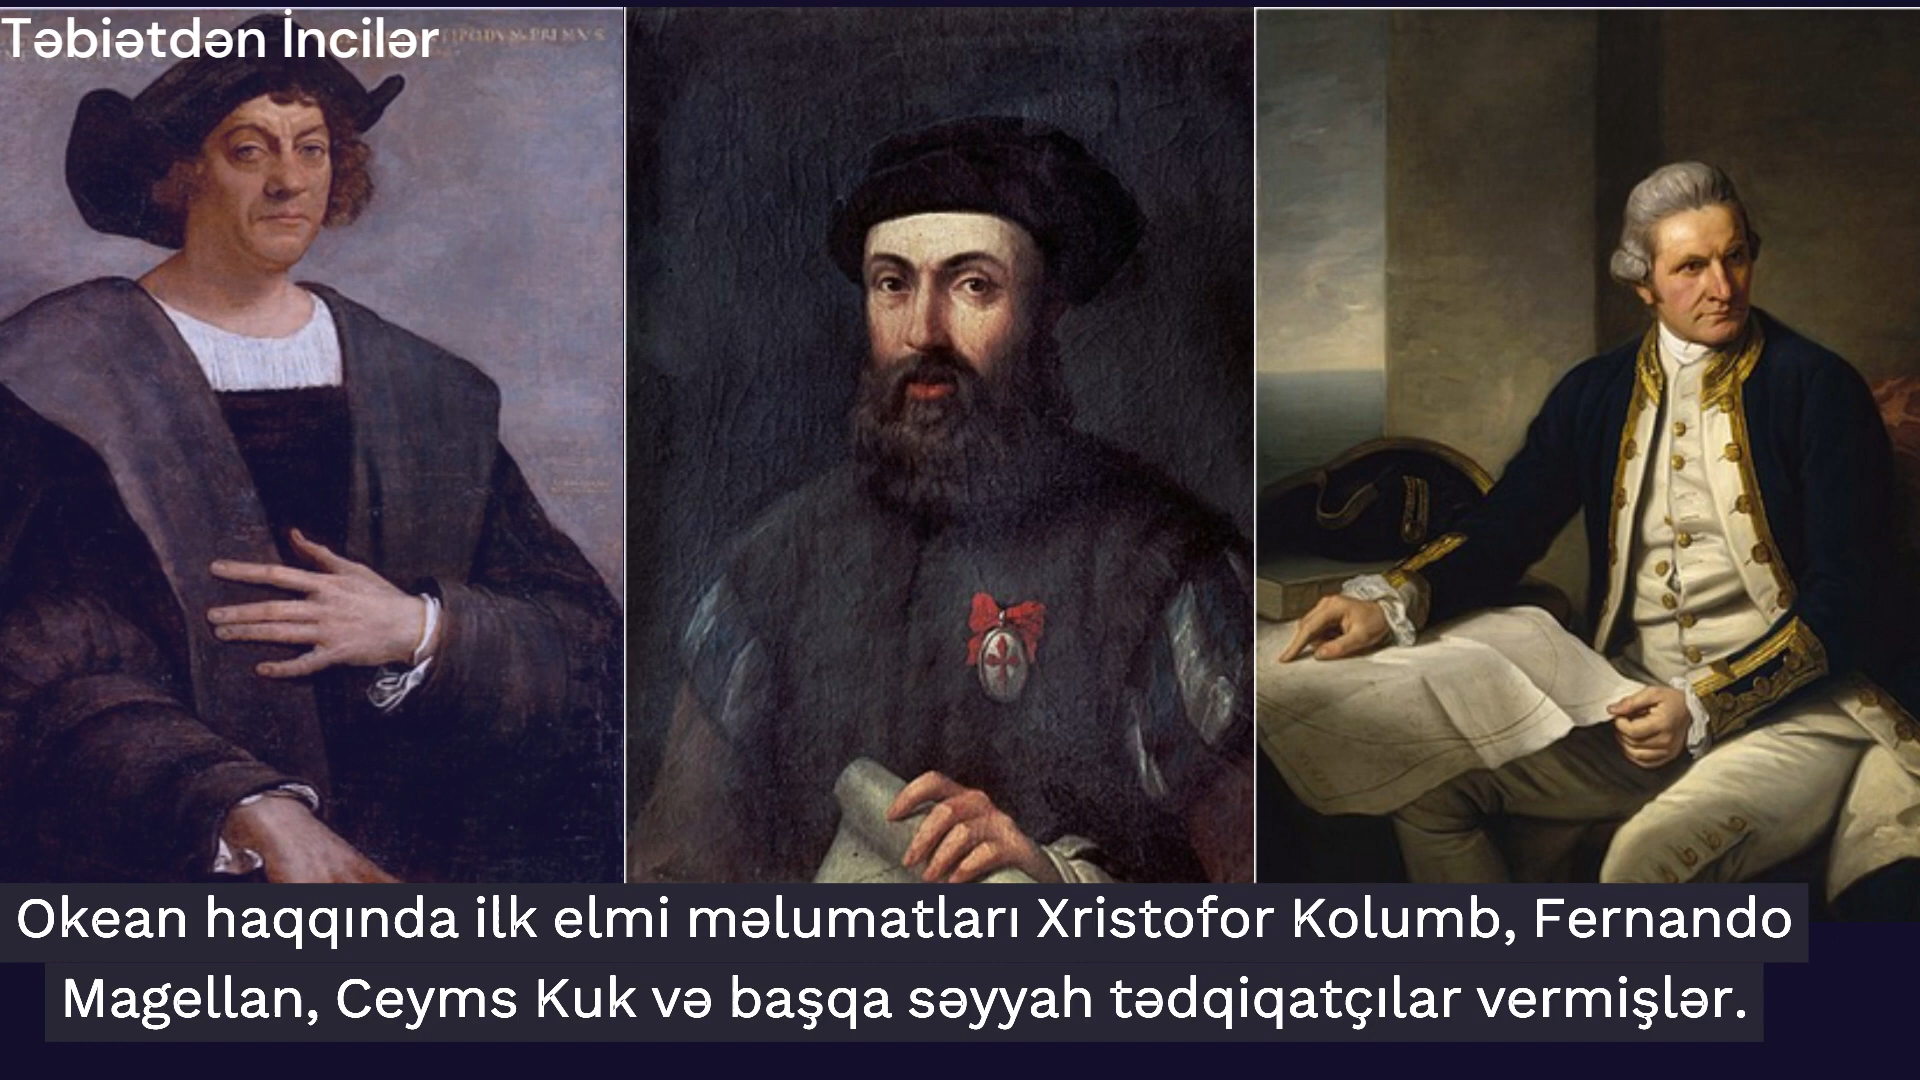 Təbiətdən İncilər
Okean haqqında ilk elmi məlumatları Xristofor Kolumb, Fernando
Magellan, Ceyms Kuk və başqa səyyah tədqiqatçılar vermişlər.